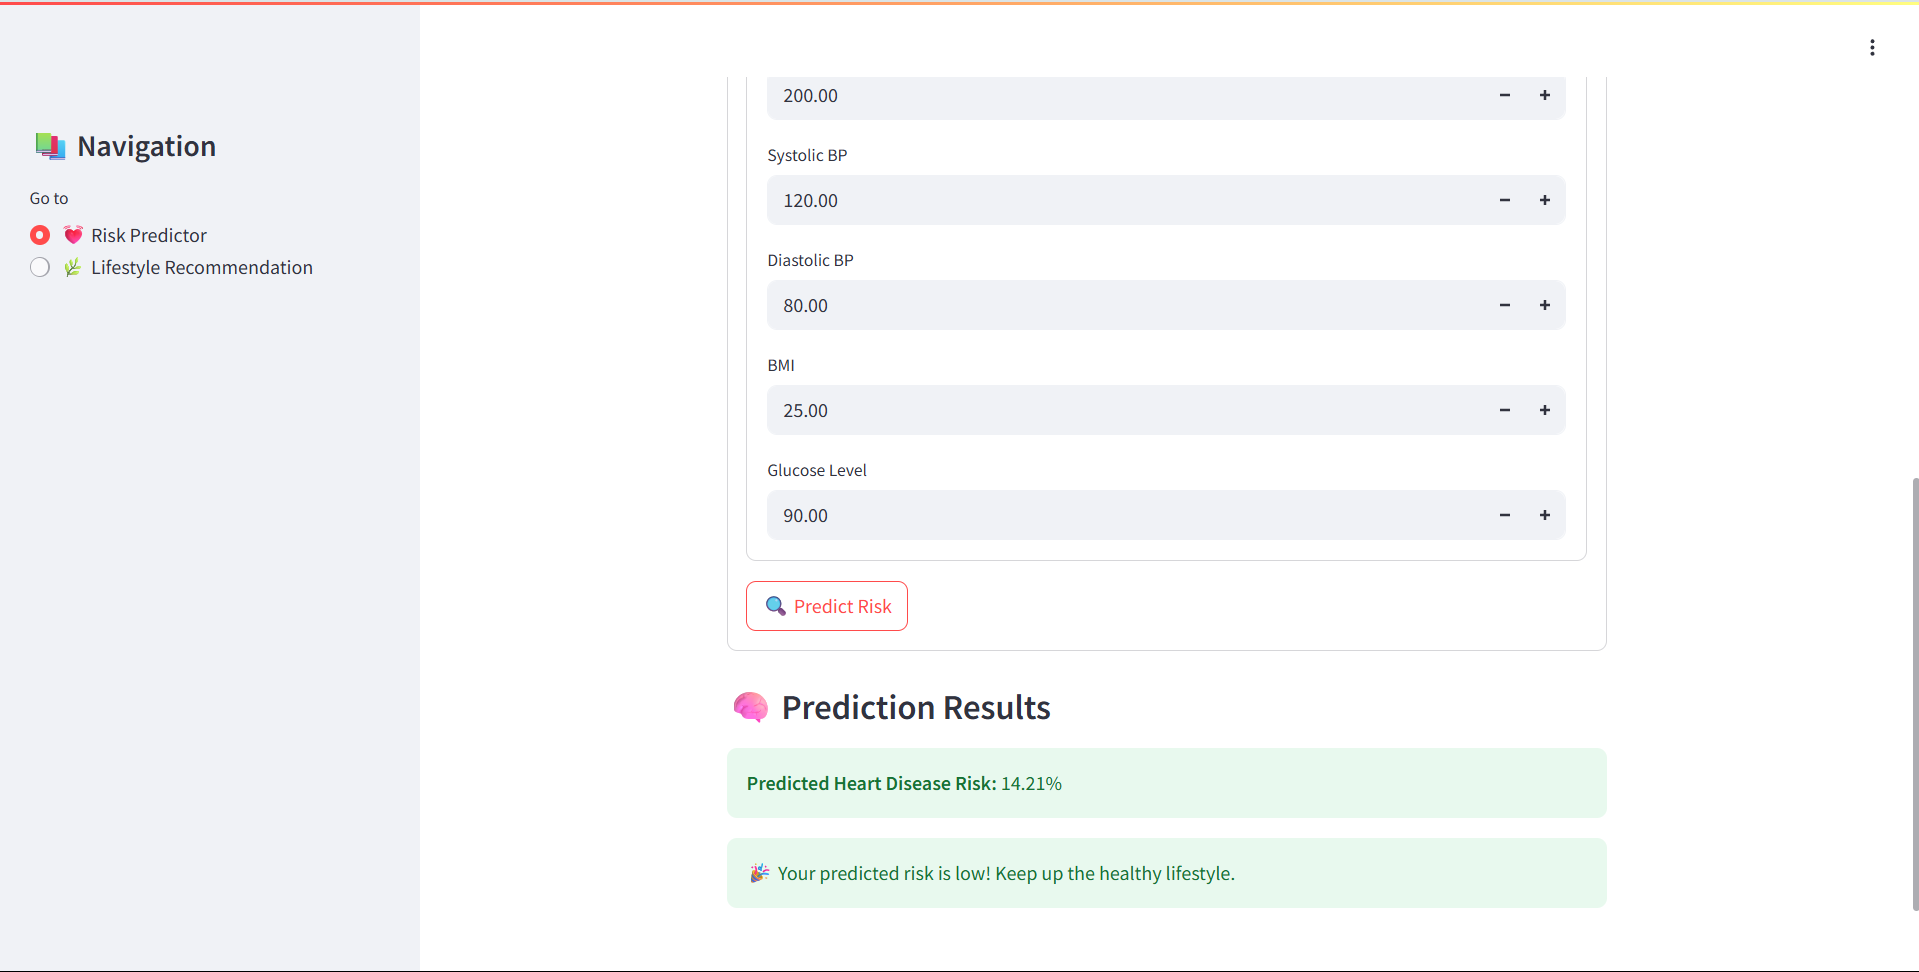 Navigation
Go to
Risk Predictor
Lifestyle Recommendation
200.00
Systolic BP
120.00
Diastolic BP
80.00
BMI
25.00
Glucose Level
90.00
Predict Risk
Prediction Results
Predicted Heart Disease Risk: 14.21%
Your predicted risk is low! Keep up the healthy lifestyle.